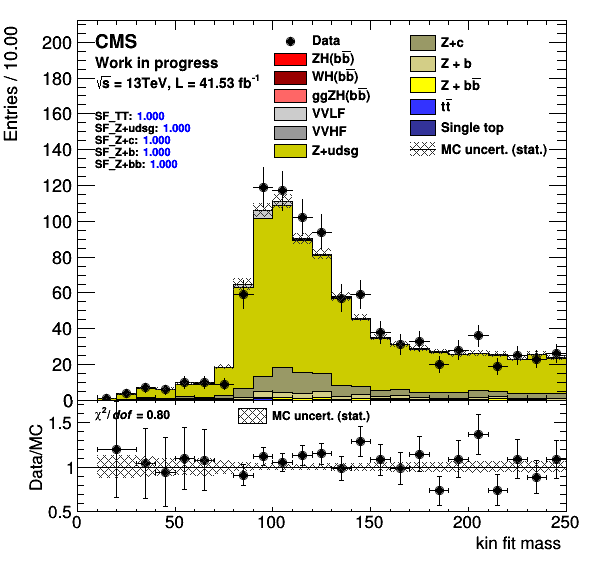 Entries / 10.00
200
180
160
140
120
100
80
60
40
20
0
CMS
Work in progress
√s = 13TeV, L = 41.53 fb⁻¹
SF_TT: 1.000
SF_Z+udsg: 1.000
SF_Z+c: 1.000
SF_Z+b: 1.000
SF_Z+bb: 1.000
Data
ZH(bb̅)
WH(bb̅)
ggZH(bb̅)
VVLF
VVHF
Z+udsg
Z+c
Z + b
Z + bb̅
tt̅
Single top
MC uncert. (stat.)
Data/MC
1.5
1
0.5
χ²/dof = 0.80
MC uncert. (stat.)
0 50 100 150 200 250
kin fit mass